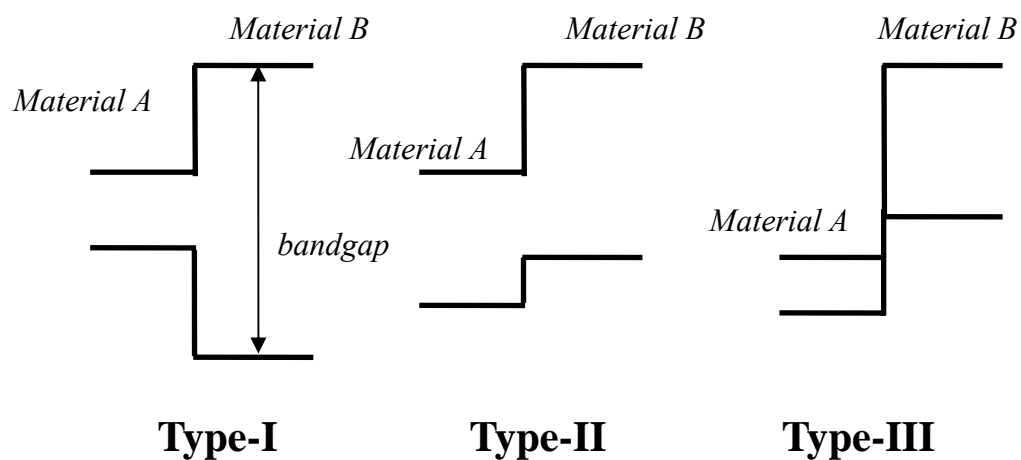 Material B
Material A
bandgap
Type-I
Material B
Material A
Type-II
Material B
Material A
Type-III